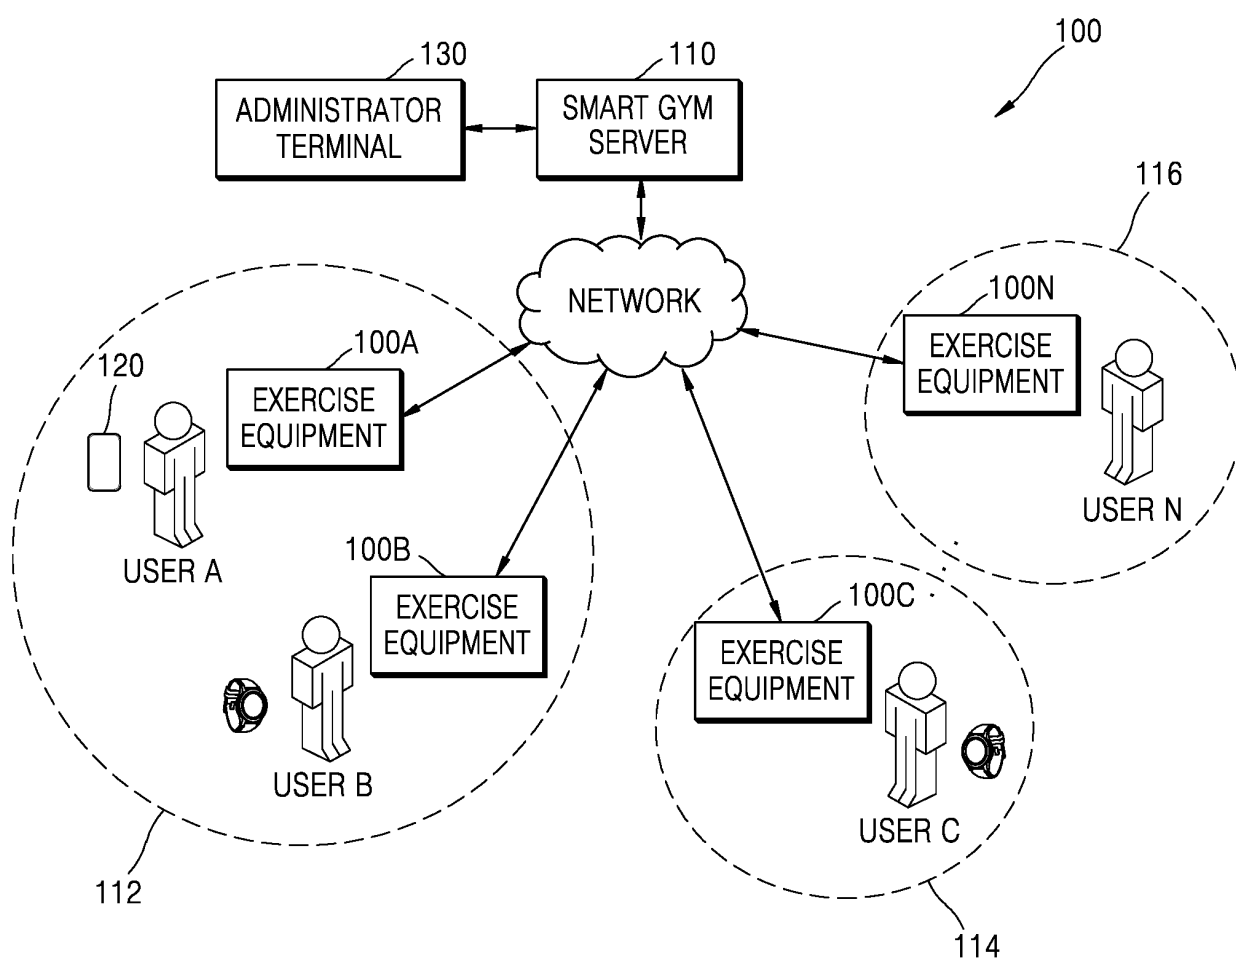 100
130
110
ADMINISTRATOR
TERMINAL
SMART GYM
SERVER
116
NETWORK
100N
EXERCISE
EQUIPMENT
USER N
120
100A
EXERCISE
EQUIPMENT
USER A
100B
EXERCISE
EQUIPMENT
USER B
112
100C
EXERCISE
EQUIPMENT
USER C
114